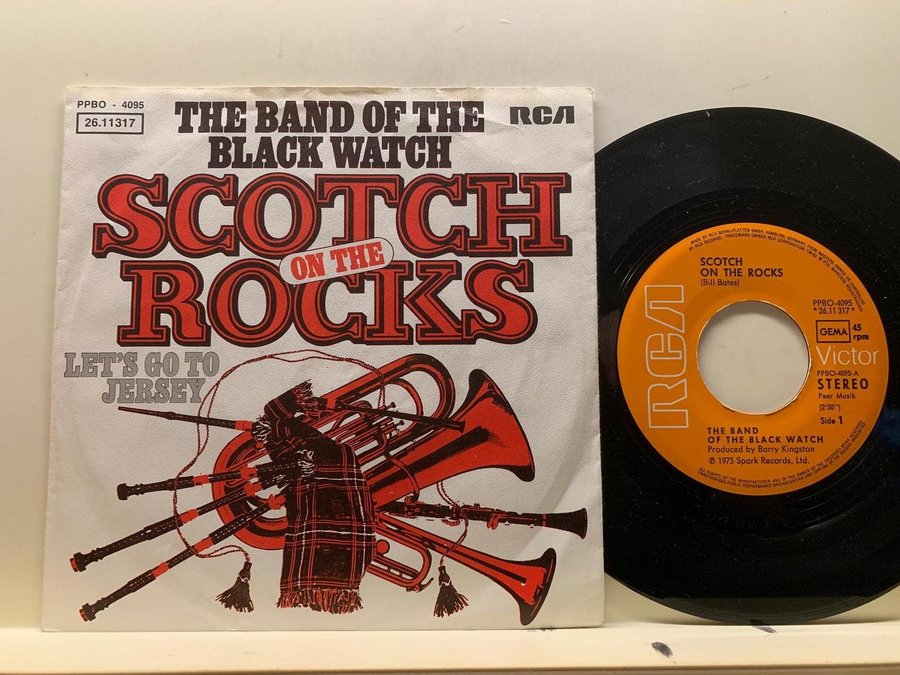 PPBO - 4095
26.11317
THE BAND OF THE
BLACK WATCH
RCA
SCOTCH
ON THE
ROCKS
LET'S GO TO
JERSEY
SCOTCH
ON THE ROCKS
(Bill Bates)
RCA
PPBO-4095
*26.11 317*
GEMA
45
rpm
Victor
PPBO-4095-A
STEREO
Peer Musik
(2'50")
Side 1
THE BAND
OF THE BLACK WATCH
Produced by Barry Kingston
℗ 1975 Spark Records, Ltd.